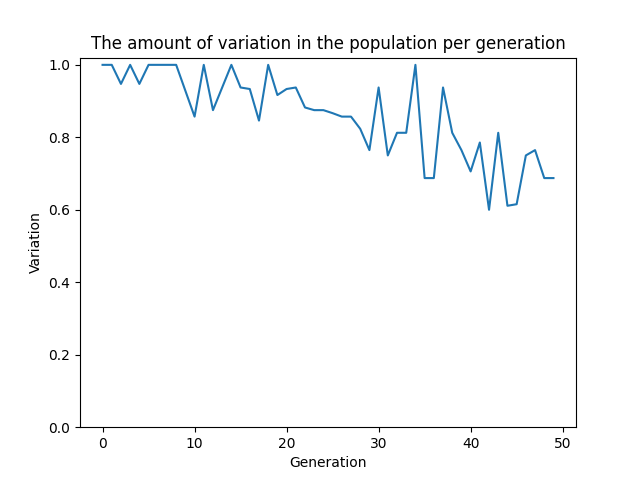 The amount of variation in the population per generation
1.0
0.8
0.6
0.4
0.2
0.0
Variation
0 10 20 30 40 50
Generation